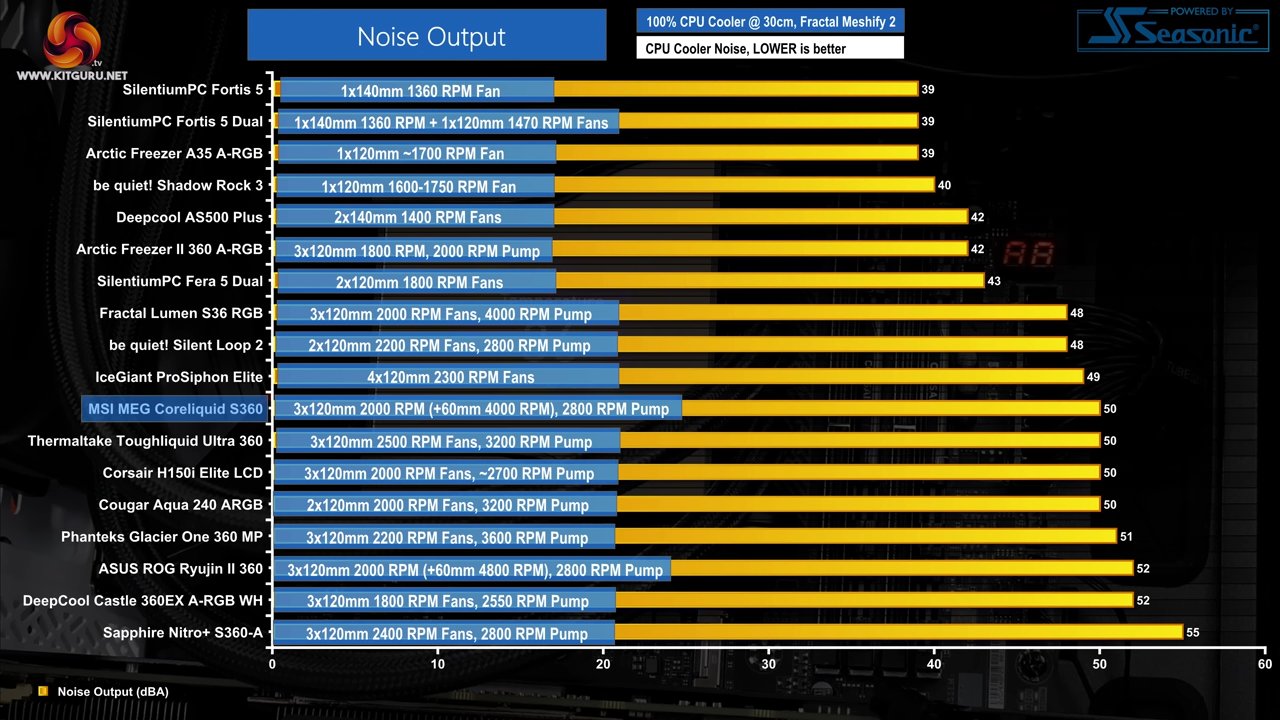 .tv
WWW.KITGURU.NET
Noise Output
100% CPU Cooler @ 30cm, Fractal Meshify 2
CPU Cooler Noise, LOWER is better
POWERED BY
Seasonic
SilentiumPC Fortis 5 1x140mm 1360 RPM Fan 39
SilentiumPC Fortis 5 Dual 1x140mm 1360 RPM + 1x120mm 1470 RPM Fans 39
Arctic Freezer A35 A-RGB 1x120mm ~1700 RPM Fan 39
be quiet! Shadow Rock 3 1x120mm 1600-1750 RPM Fan 40
Deepcool AS500 Plus 2x140mm 1400 RPM Fans 42
Arctic Freezer II 360 A-RGB 3x120mm 1800 RPM, 2000 RPM Pump 42
SilentiumPC Fera 5 Dual 2x120mm 1800 RPM Fans 43
Fractal Lumen S36 RGB 3x120mm 2000 RPM Fans, 4000 RPM Pump 48
be quiet! Silent Loop 2 2x120mm 2200 RPM Fans, 2800 RPM Pump 48
IceGiant ProSiphon Elite 4x120mm 2300 RPM Fans 49
MSI MEG Coreliquid S360 3x120mm 2000 RPM (+60mm 4000 RPM), 2800 RPM Pump 50
Thermaltake Toughliquid Ultra 360 3x120mm 2500 RPM Fans, 3200 RPM Pump 50
Corsair H150i Elite LCD 3x120mm 2000 RPM Fans, ~2700 RPM Pump 50
Cougar Aqua 240 ARGB 2x120mm 2000 RPM Fans, 3200 RPM Pump 50
Phanteks Glacier One 360 MP 3x120mm 2200 RPM Fans, 3600 RPM Pump 51
ASUS ROG Ryujin II 360 3x120mm 2000 RPM (+60mm 4800 RPM), 2800 RPM Pump 52
DeepCool Castle 360EX A-RGB WH 3x120mm 1800 RPM Fans, 2550 RPM Pump 52
Sapphire Nitro+ S360-A 3x120mm 2400 RPM Fans, 2800 RPM Pump 55
0 10 20 30 40 50 60
Noise Output (dBA)
AA